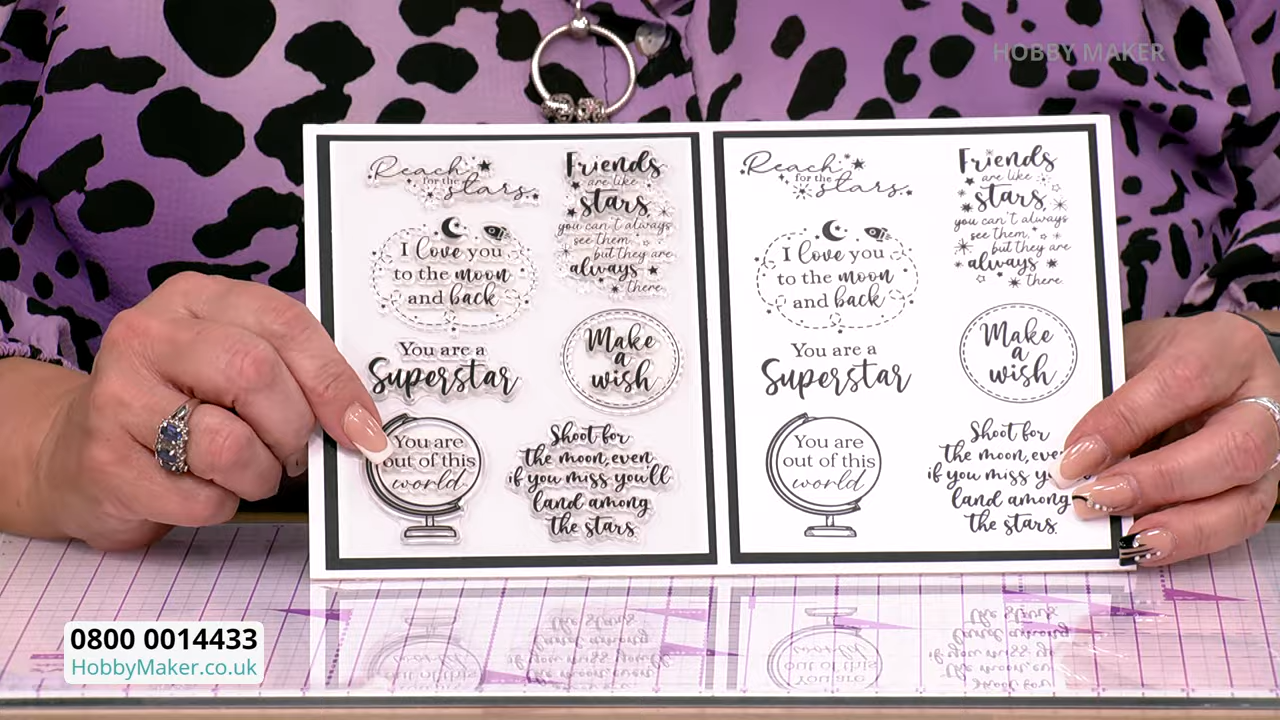 HOBBY MAKER
Reach
for the
stars.
Friends
are like
stars,
you can't always
see them,
but they are
always
there.
I love you
to the moon
and back
Make
a
wish
You are a
Superstar
You are
out of this
world.
Shoot for
the moon, even
if you miss you'll
land among
the stars.
Reach
for the
stars.
Friends
are like
stars,
you can't always
see them,
but they are
always
there.
I love you
to the moon
and back
Make
a
wish
You are a
Superstar
You are
out of this
world.
Shoot for
the moon, even
if you miss
land among
the stars.
0800 0014433
HobbyMaker.co.uk